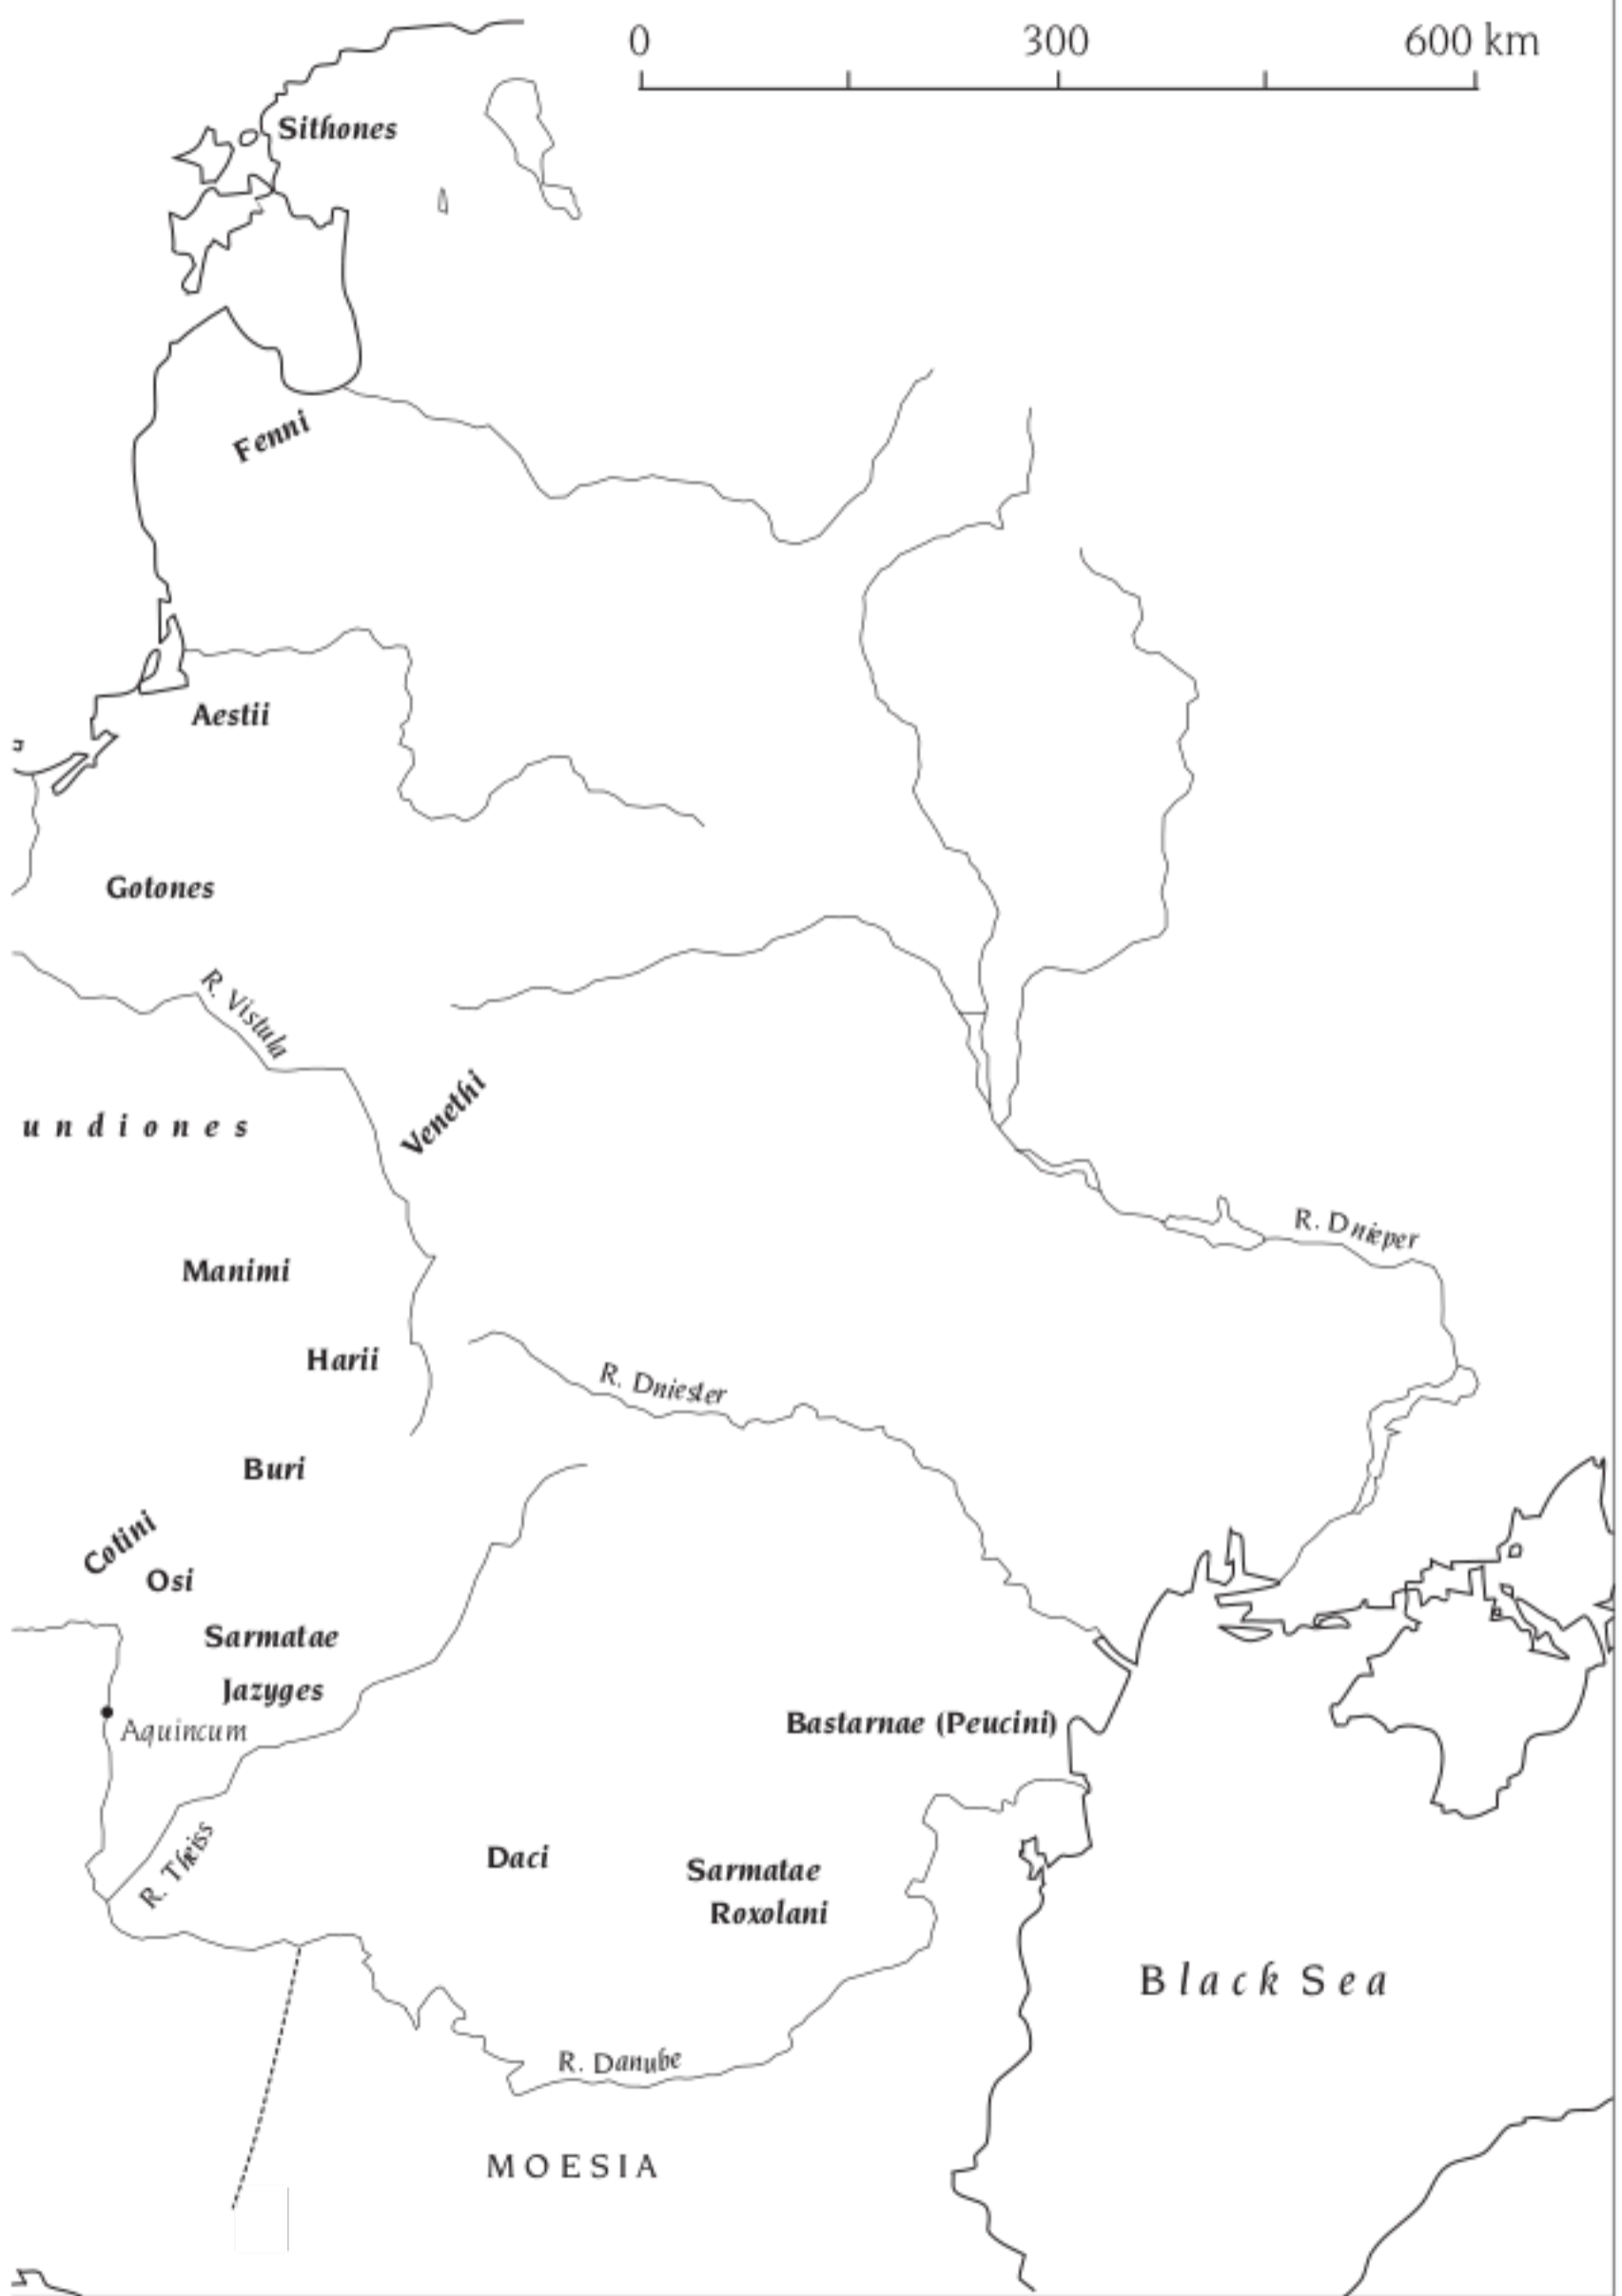 0 300 600 km
Sithones
Fenni
Aestii
Gotones
R. Vistula
Venethi
undiones
R. Dnieper
Manimi
Harii
R. Dniester
Buri
Cotini
Osi
Sarmatae
Jazyges
Aquincum
Bastarnae (Peucini)
R. Theiss
Daci
Sarmatae
Roxolani
Black Sea
R. Danube
MOESIA